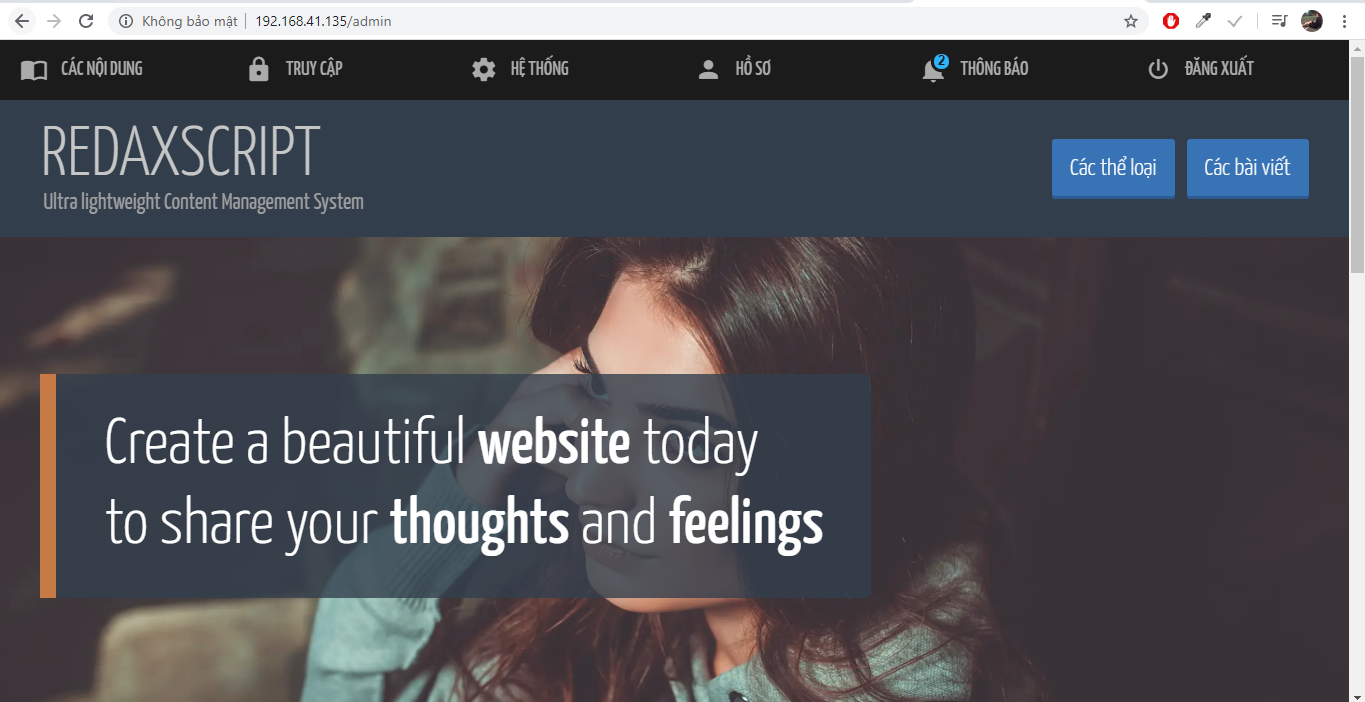 Không bảo mật 192.168.41.135/admin
CÁC NỘI DUNG TRUY CẬP HỆ THỐNG HỒ SƠ 2 THÔNG BÁO ĐĂNG XUẤT
REDAXSCRIPT
Ultra lightweight Content Management System
Các thể loại Các bài viết
Create a beautiful website today
to share your thoughts and feelings